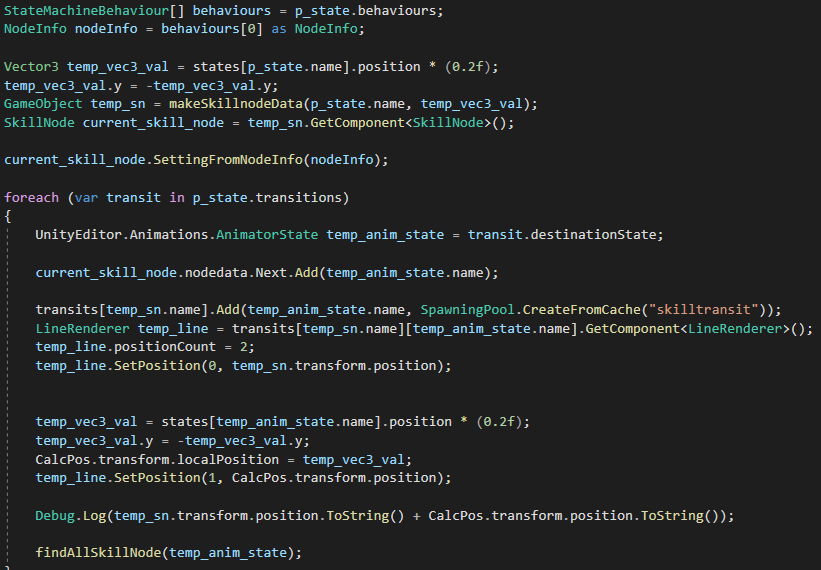 StateMachineBehaviour[] behaviours = p_state.behaviours;
NodeInfo nodeInfo = behaviours[0] as NodeInfo;
Vector3 temp_vec3_val = states[p_state.name].position * (0.2f);
temp_vec3_val.y = -temp_vec3_val.y;
GameObject temp_sn = makeSkillnodeData(p_state.name, temp_vec3_val);
SkillNode current_skill_node = temp_sn.GetComponent<SkillNode>();
current_skill_node.SettingFromNodeInfo(nodeInfo);
foreach (var transit in p_state.transitions)
{
UnityEditor.Animations.AnimatorState temp_anim_state = transit.destinationState;
current_skill_node.nodedata.Next.Add(temp_anim_state.name);
transits[temp_sn.name].Add(temp_anim_state.name, SpawningPool.CreateFromCache("skilltransit"));
LineRenderer temp_line = transits[temp_sn.name][temp_anim_state.name].GetComponent<LineRenderer>();
temp_line.positionCount = 2;
temp_line.SetPosition(0, temp_sn.transform.position);
temp_vec3_val = states[temp_anim_state.name].position * (0.2f);
temp_vec3_val.y = -temp_vec3_val.y;
CalcPos.transform.localPosition = temp_vec3_val;
temp_line.SetPosition(1, CalcPos.transform.position);
Debug.Log(temp_sn.transform.position.ToString() + CalcPos.transform.position.ToString());
findAllSkillNode(temp_anim_state);